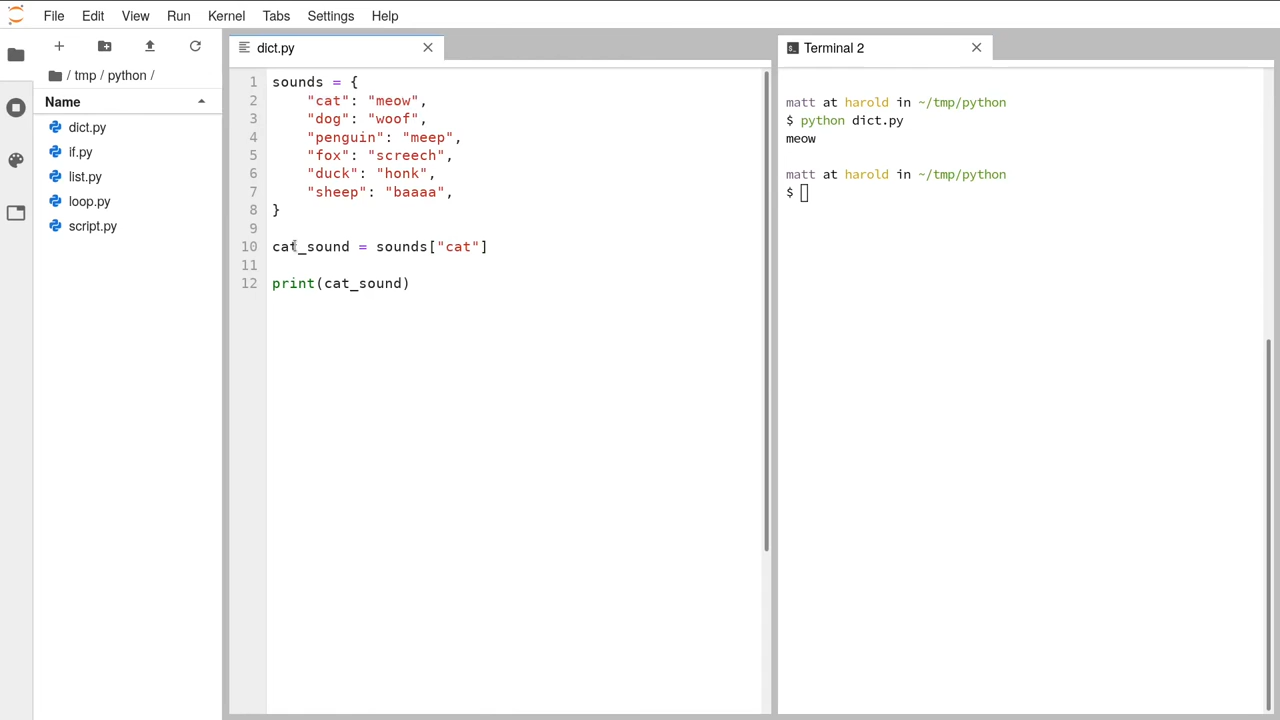 File Edit View Run Kernel Tabs Settings Help
/ tmp / python /
Name
dict.py
if.py
list.py
loop.py
script.py
dict.py
1 sounds = {
2     "cat": "meow",
3     "dog": "woof",
4     "penguin": "meep",
5     "fox": "screech",
6     "duck": "honk",
7     "sheep": "baaaa",
8 }
9
10 cat_sound = sounds["cat"]
11
12 print(cat_sound)
Terminal 2
matt at harold in ~/tmp/python
$ python dict.py
meow
matt at harold in ~/tmp/python
$